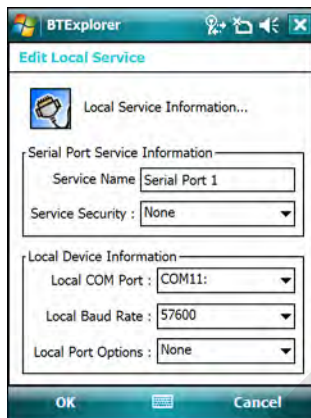 BTExplorer
Edit Local Service
Local Service Information...
Serial Port Service Information
Service Name Serial Port 1
Service Security : None
Local Device Information
Local COM Port : COM11:
Local Baud Rate : 57600
Local Port Options : None
OK Cancel